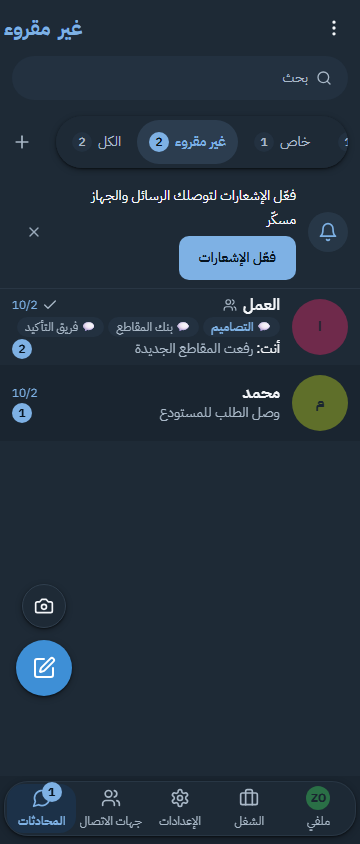 غير مقروء
بحث
1
خاص 1
غير مقروء 2
الكل 2
فعّل الإشعارات لتوصلك الرسائل والجهاز
مسكّر
فعّل الإشعارات
ا
العمل
10/2
التصاميم
بنك المقاطع
فريق التأكيد
أنت: رفعت المقاطع الجديدة
2
م
محمد
10/2
وصل الطلب للمستودع
1
ZO
ملفي
الشغل
الإعدادات
جهات الاتصال
1
المحادثات